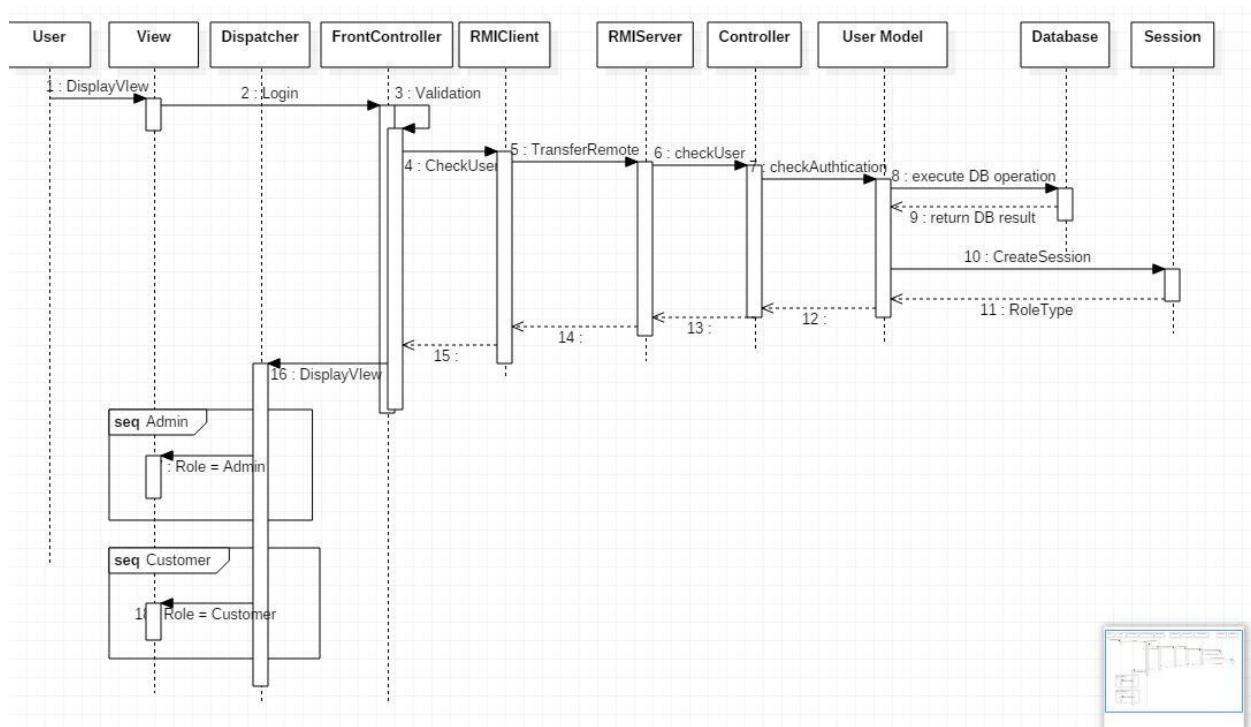 User
View
Dispatcher
FrontController
RMIClient
RMIServer
Controller
User Model
Database
Session
1 : DisplayVIew
2 : Login
3 : Validation
4 : CheckUser
5 : TransferRemote
6 : checkUser
7 : checkAuthtication
8 : execute DB operation
9 : return DB result
10 : CreateSession
11 : RoleType
12 :
13 :
14 :
15 :
16 : DisplayVIew
seq Admin
: Role = Admin
seq Customer
18 Role = Customer